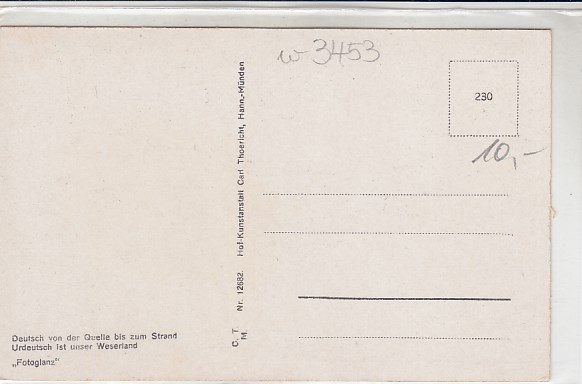 w 3453
230
10,-
C. T. M. Nr. 12682. Hof-Kunstanstalt Carl Thoericht, Hann.-Münden
Deutsch von der Quelle bis zum Strand
Urdeutsch ist unser Weserland
„Fotoglanz"